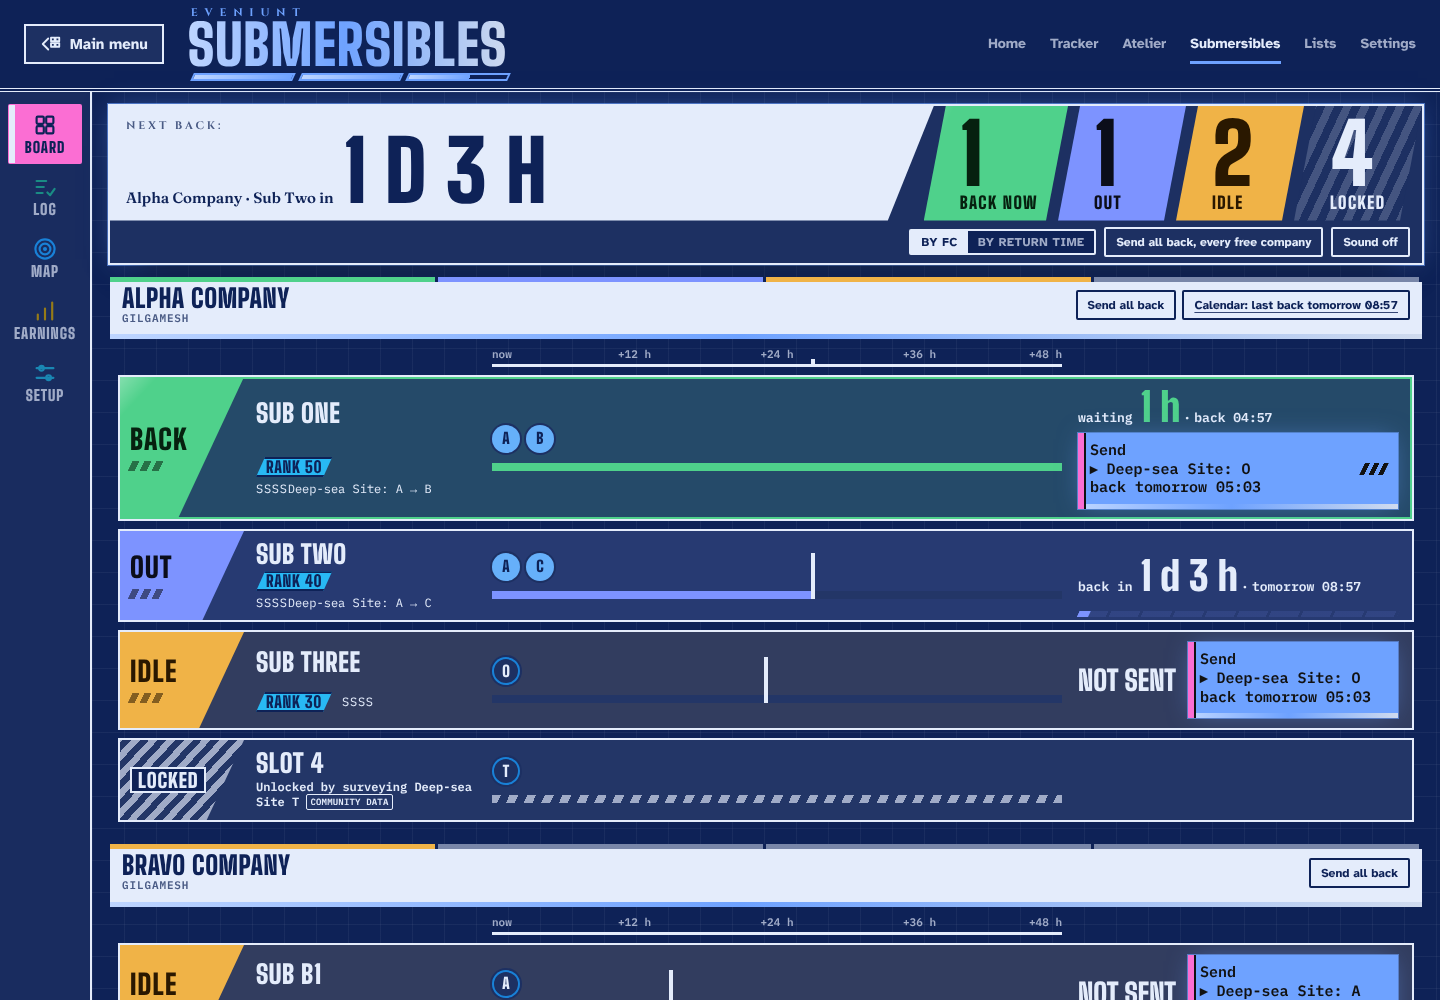 Main menu
EVENIUNT
SUBMERSIBLES
Home
Tracker
Atelier
Submersibles
Lists
Settings
BOARD
LOG
MAP
EARNINGS
SETUP
NEXT BACK:
Alpha Company · Sub Two in 1D3H
1 BACK NOW
1 OUT
2 IDLE
4 LOCKED
BY FC
BY RETURN TIME
Send all back, every free company
Sound off
ALPHA COMPANY
GILGAMESH
Send all back
Calendar: last back tomorrow 08:57
now +12 h +24 h +36 h +48 h
BACK
SUB ONE
RANK 50
SSSSDeep-sea Site: A → B
A B
waiting 1 h · back 04:57
Send
▶ Deep-sea Site: O
back tomorrow 05:03
OUT
SUB TWO
RANK 40
SSSSDeep-sea Site: A → C
A C
back in 1 d 3 h · tomorrow 08:57
IDLE
SUB THREE
RANK 30 SSSS
O
NOT SENT
Send
▶ Deep-sea Site: O
back tomorrow 05:03
LOCKED
SLOT 4
Unlocked by surveying Deep-sea
Site T COMMUNITY DATA
T
BRAVO COMPANY
GILGAMESH
Send all back
now +12 h +24 h +36 h +48 h
IDLE
SUB B1
A
NOT SENT
Send
▶ Deep-sea Site: A